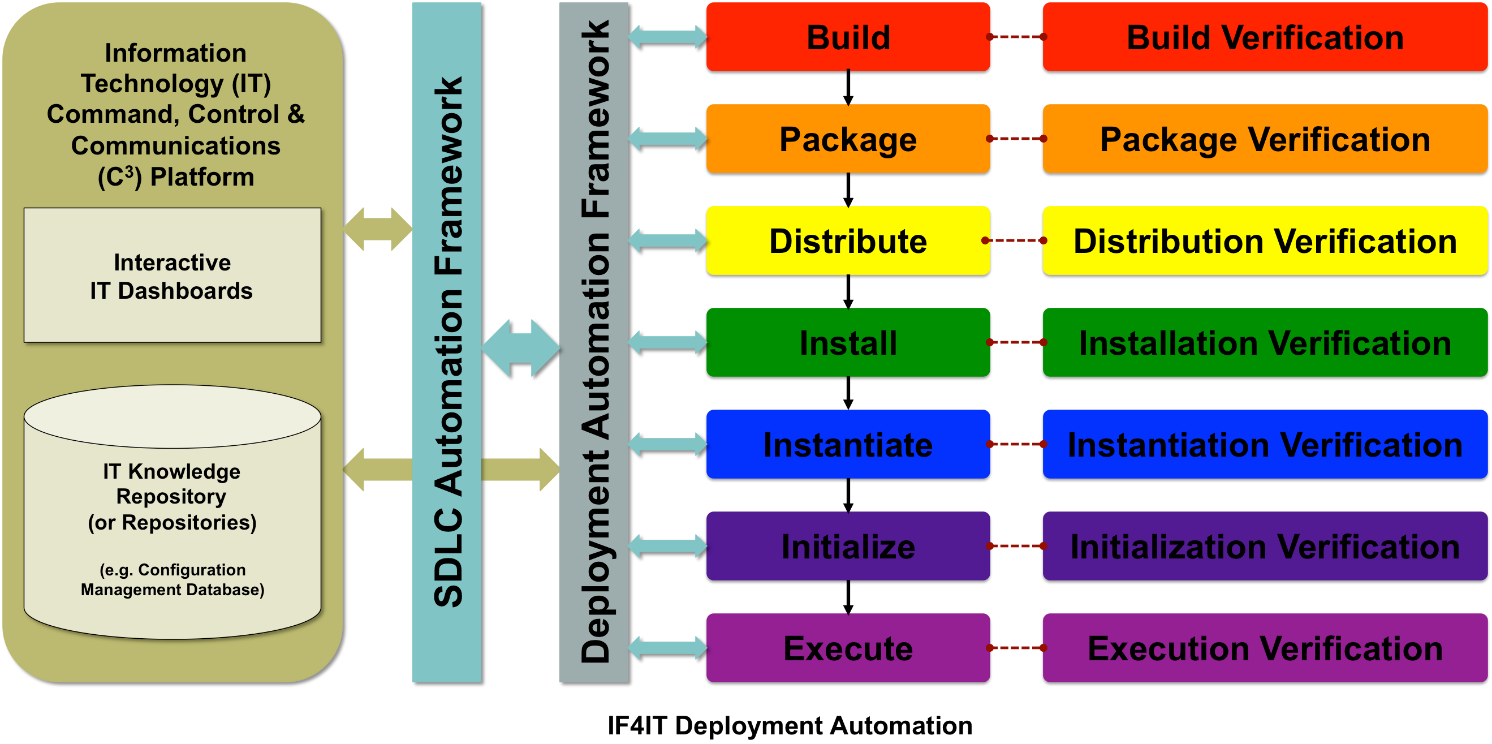 Information
Technology (IT)
Command, Control &
Communications
(C³) Platform
Interactive
IT Dashboards
IT Knowledge
Repository
(or Repositories)
(e.g. Configuration
Management Database)
SDLC Automation Framework
Deployment Automation Framework
Build
Build Verification
Package
Package Verification
Distribute
Distribution Verification
Install
Installation Verification
Instantiate
Instantiation Verification
Initialize
Initialization Verification
Execute
Execution Verification
IF4IT Deployment Automation